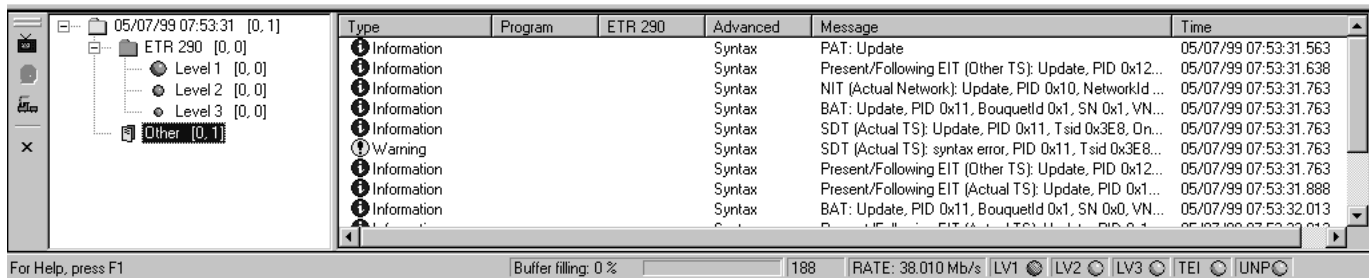 05/07/99 07:53:31 [0, 1]
ETR 290 [0, 0]
Level 1 [0, 0]
Level 2 [0, 0]
Level 3 [0, 0]
Other [0, 1]
Type Program ETR 290 Advanced Message Time
Information Syntax PAT: Update 05/07/99 07:53:31.563
Information Syntax Present/Following EIT (Other TS): Update, PID 0x12... 05/07/99 07:53:31.638
Information Syntax NIT (Actual Network): Update, PID 0x10, NetworkId ... 05/07/99 07:53:31.763
Information Syntax BAT: Update, PID 0x11, BouquetId 0x1, SN 0x1, VN... 05/07/99 07:53:31.763
Information Syntax SDT (Actual TS): Update, PID 0x11, Tsid 0x3E8, On... 05/07/99 07:53:31.763
Warning Syntax SDT (Actual TS): syntax error, PID 0x11, Tsid 0x3E8... 05/07/99 07:53:31.763
Information Syntax Present/Following EIT (Other TS): Update, PID 0x12... 05/07/99 07:53:31.763
Information Syntax Present/Following EIT (Actual TS): Update, PID 0x1... 05/07/99 07:53:31.888
Information Syntax BAT: Update, PID 0x11, BouquetId 0x1, SN 0x0, VN... 05/07/99 07:53:32.013
For Help, press F1 Buffer filling: 0 % 188 RATE: 38.010 Mb/s LV1 LV2 LV3 TEI UNP